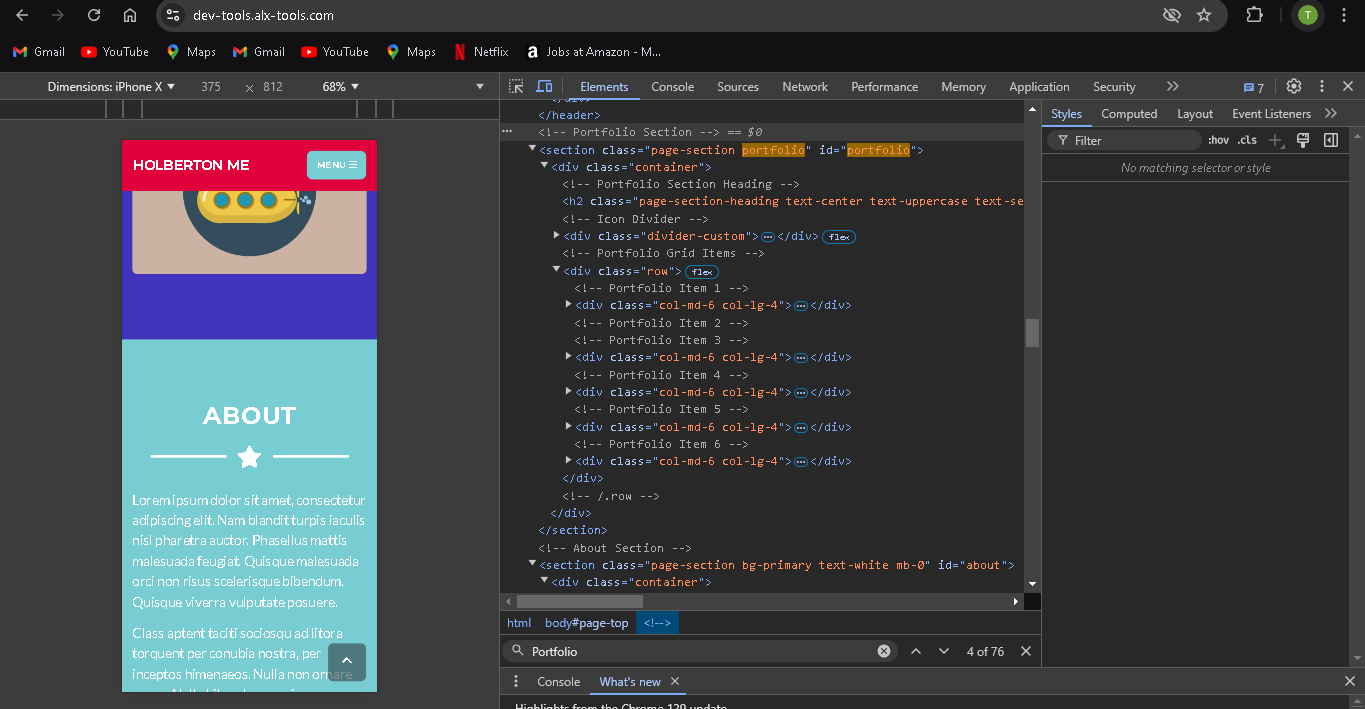 dev-tools.alx-tools.com
T
Gmail YouTube Maps Gmail YouTube Maps Netflix Jobs at Amazon - M...
Dimensions: iPhone X 375 × 812 68%
HOLBERTON ME
MENU
ABOUT
Lorem ipsum dolor sit amet, consectetur
adipiscing elit. Nam blandit turpis iaculis
nisl pharetra auctor. Phasellus mattis
malesuada feugiat. Quisque malesuada
orci non risus scelerisque bibendum.
Quisque viverra vulputate posuere.
Class aptent taciti sociosqu ad litora
torquent per conubia nostra, per
inceptos himenaeos. Nulla non ornare
Elements Console Sources Network Performance Memory Application Security 7
</div>
</header>
<!-- Portfolio Section --> == $0
<section class="page-section portfolio" id="portfolio">
<div class="container">
<!-- Portfolio Section Heading -->
<h2 class="page-section-heading text-center text-uppercase text-se
<!-- Icon Divider -->
<div class="divider-custom"> ⋯ </div> flex
<!-- Portfolio Grid Items -->
<div class="row"> flex
<!-- Portfolio Item 1 -->
<div class="col-md-6 col-lg-4"> ⋯ </div>
<!-- Portfolio Item 2 -->
<!-- Portfolio Item 3 -->
<div class="col-md-6 col-lg-4"> ⋯ </div>
<!-- Portfolio Item 4 -->
<div class="col-md-6 col-lg-4"> ⋯ </div>
<!-- Portfolio Item 5 -->
<div class="col-md-6 col-lg-4"> ⋯ </div>
<!-- Portfolio Item 6 -->
<div class="col-md-6 col-lg-4"> ⋯ </div>
</div>
<!-- /.row -->
</div>
</section>
<!-- About Section -->
<section class="page-section bg-primary text-white mb-0" id="about">
<div class="container">
html body#page-top <!-->
Portfolio 4 of 76
Console What's new
Highlights from the Chrome 129 update
Styles Computed Layout Event Listeners
Filter :hov .cls
No matching selector or style